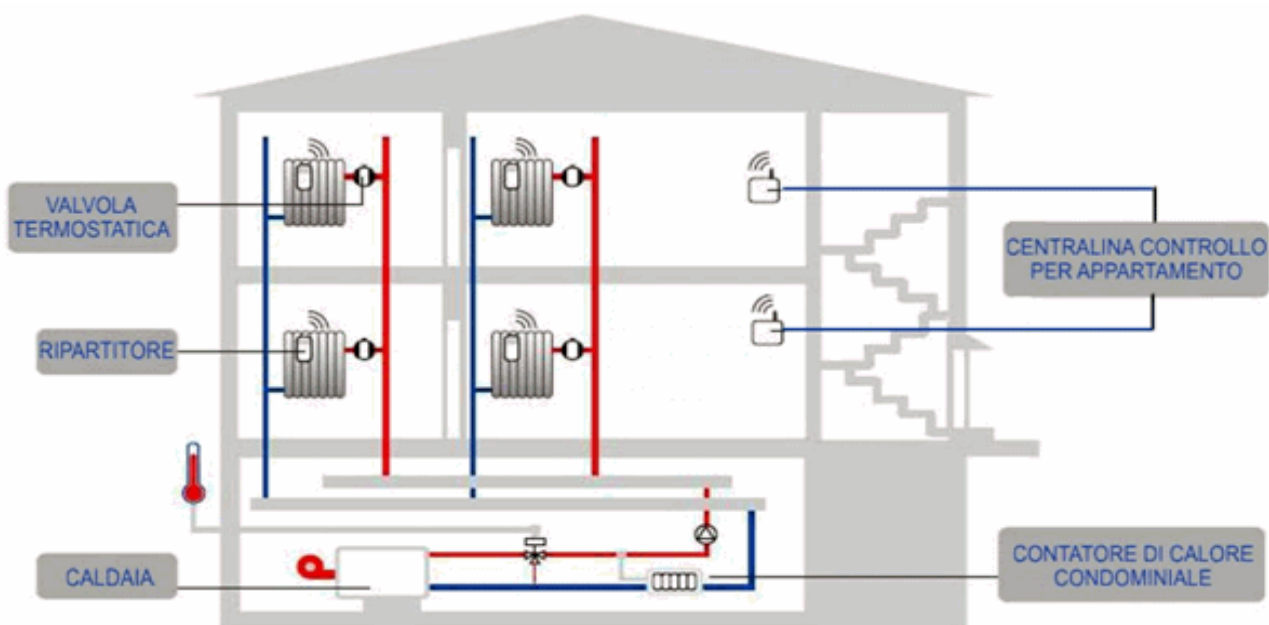 VALVOLA
TERMOSTATICA
CENTRALINA CONTROLLO
PER APPARTAMENTO
RIPARTITORE
CALDAIA
CONTATORE DI CALORE
CONDOMINIALE